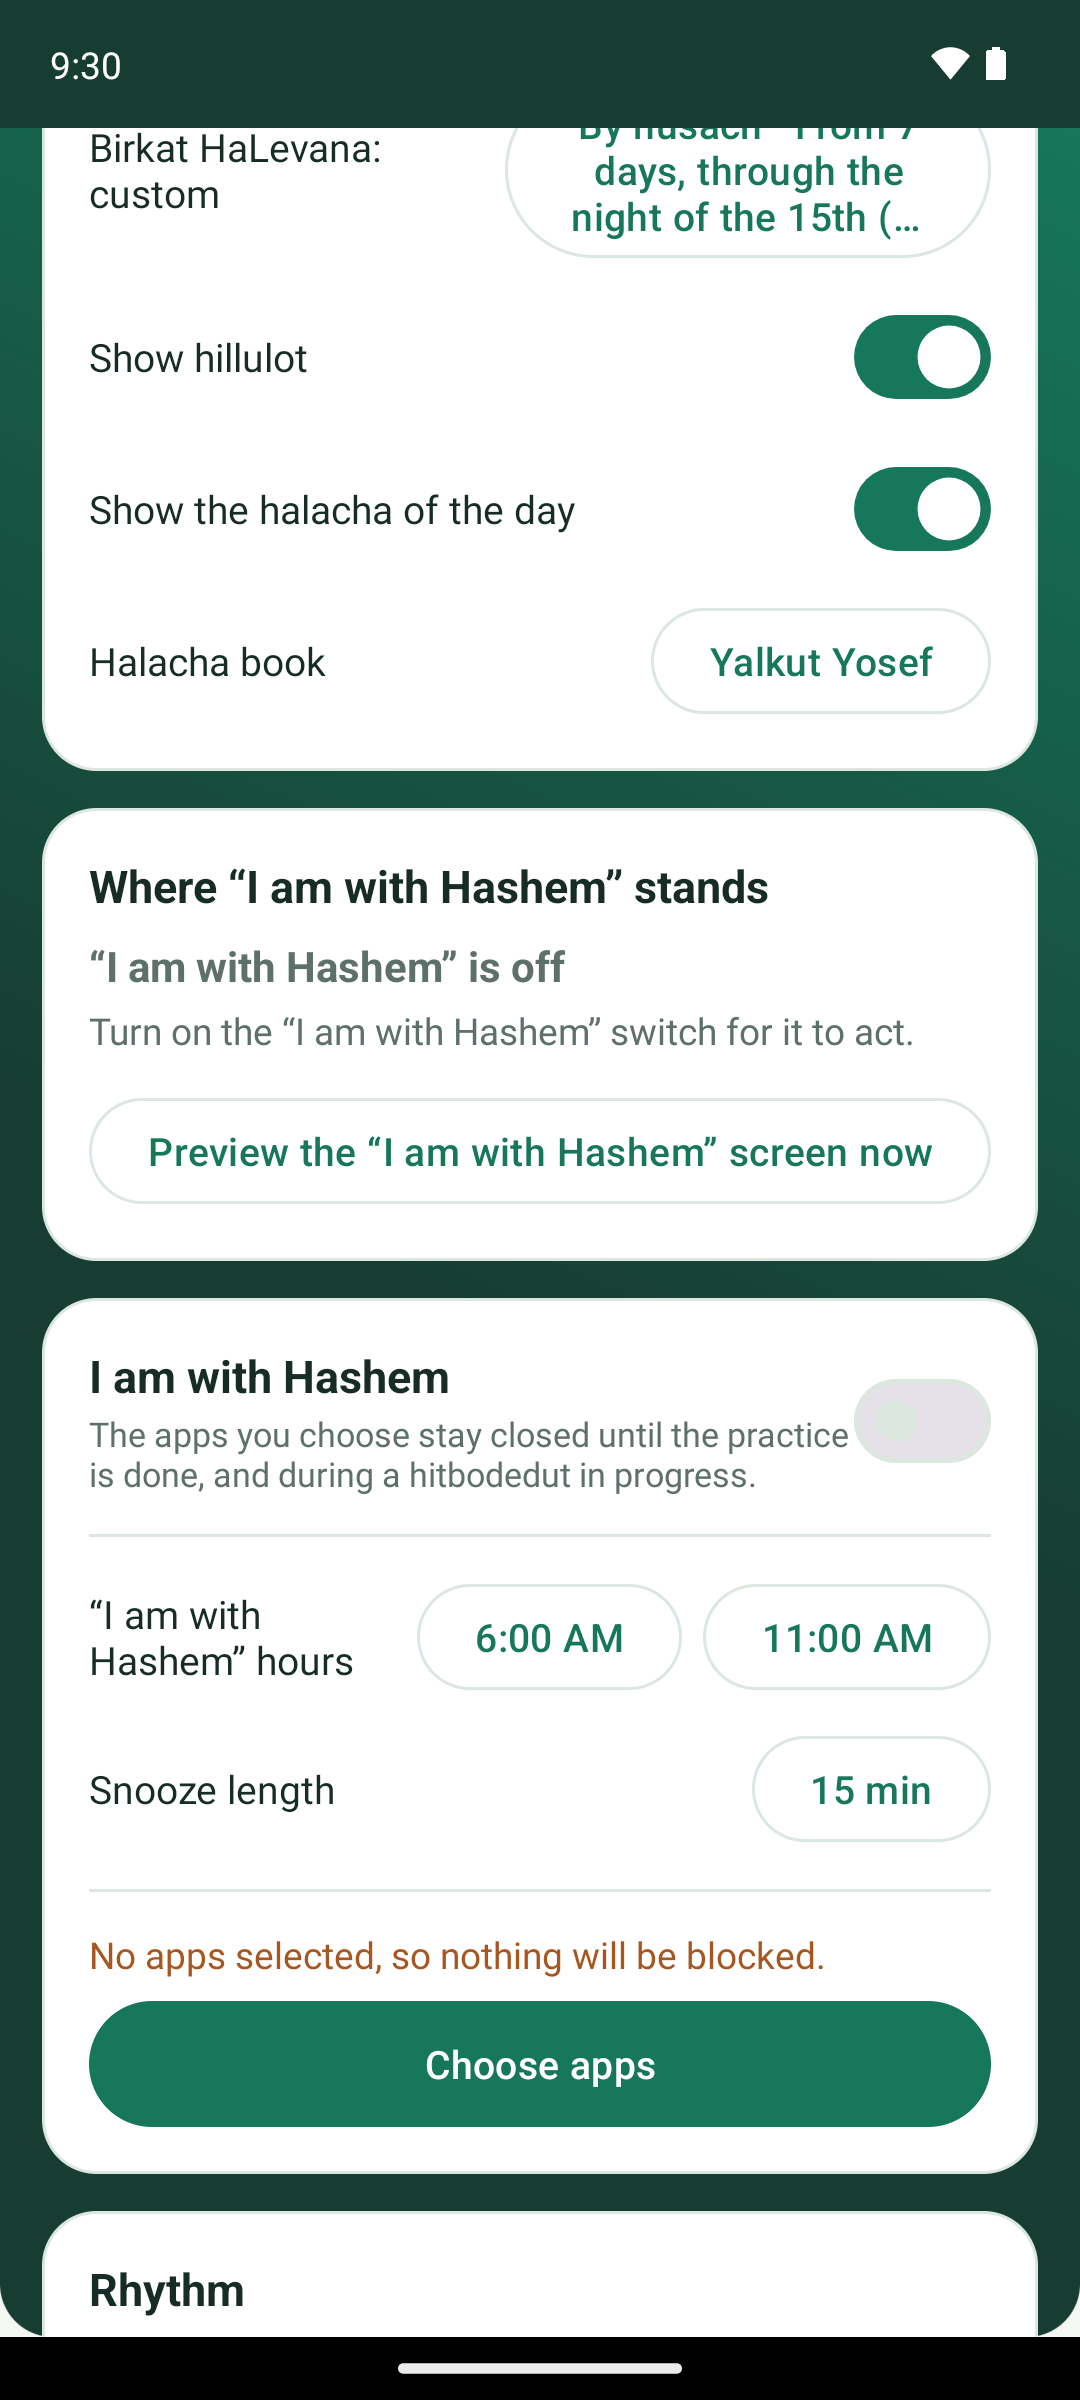 9:30
Birkat HaLevana:
custom
By nusach · From 7
days, through the
night of the 15th (…
Show hillulot
Show the halacha of the day
Halacha book
Yalkut Yosef
Where “I am with Hashem” stands
“I am with Hashem” is off
Turn on the “I am with Hashem” switch for it to act.
Preview the “I am with Hashem” screen now
I am with Hashem
The apps you choose stay closed until the practice
is done, and during a hitbodedut in progress.
“I am with
Hashem” hours
6:00 AM
11:00 AM
Snooze length
15 min
No apps selected, so nothing will be blocked.
Choose apps
Rhythm